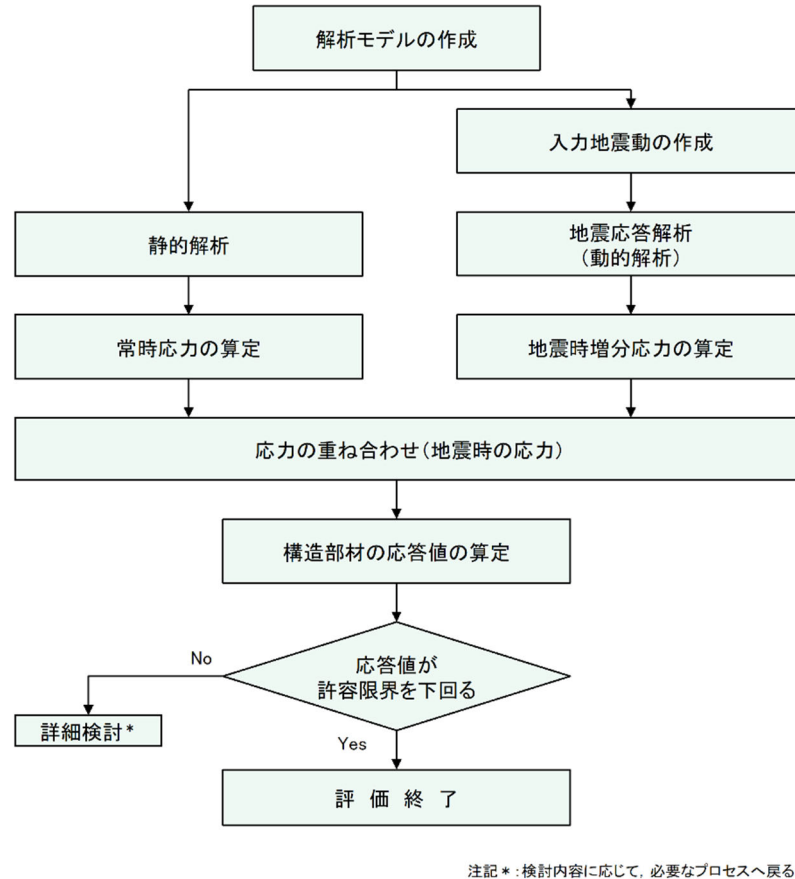 解析モデルの作成
入力地震動の作成
静的解析
地震応答解析
（動的解析）
常時応力の算定
地震時増分応力の算定
応力の重ね合わせ（地震時の応力）
構造部材の応答値の算定
応答値が
許容限界を下回る
No
詳細検討*
Yes
評 価 終 了
注記*：検討内容に応じて，必要なプロセスへ戻る